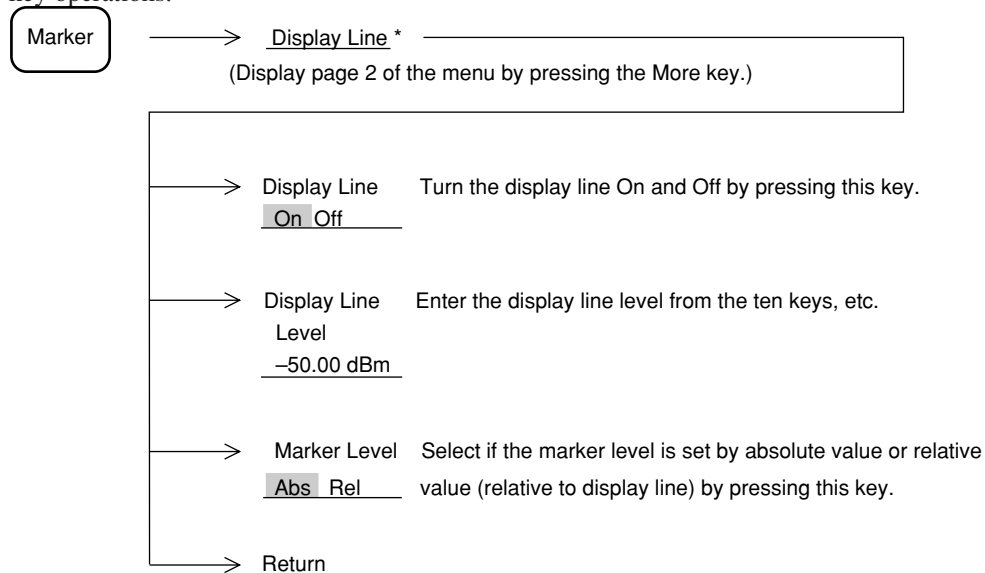 key operations.
Marker Display Line *
(Display page 2 of the menu by pressing the More key.)
Display Line Turn the display line On and Off by pressing this key.
On Off
Display Line Enter the display line level from the ten keys, etc.
Level
–50.00 dBm
Marker Level Select if the marker level is set by absolute value or relative
Abs Rel value (relative to display line) by pressing this key.
Return